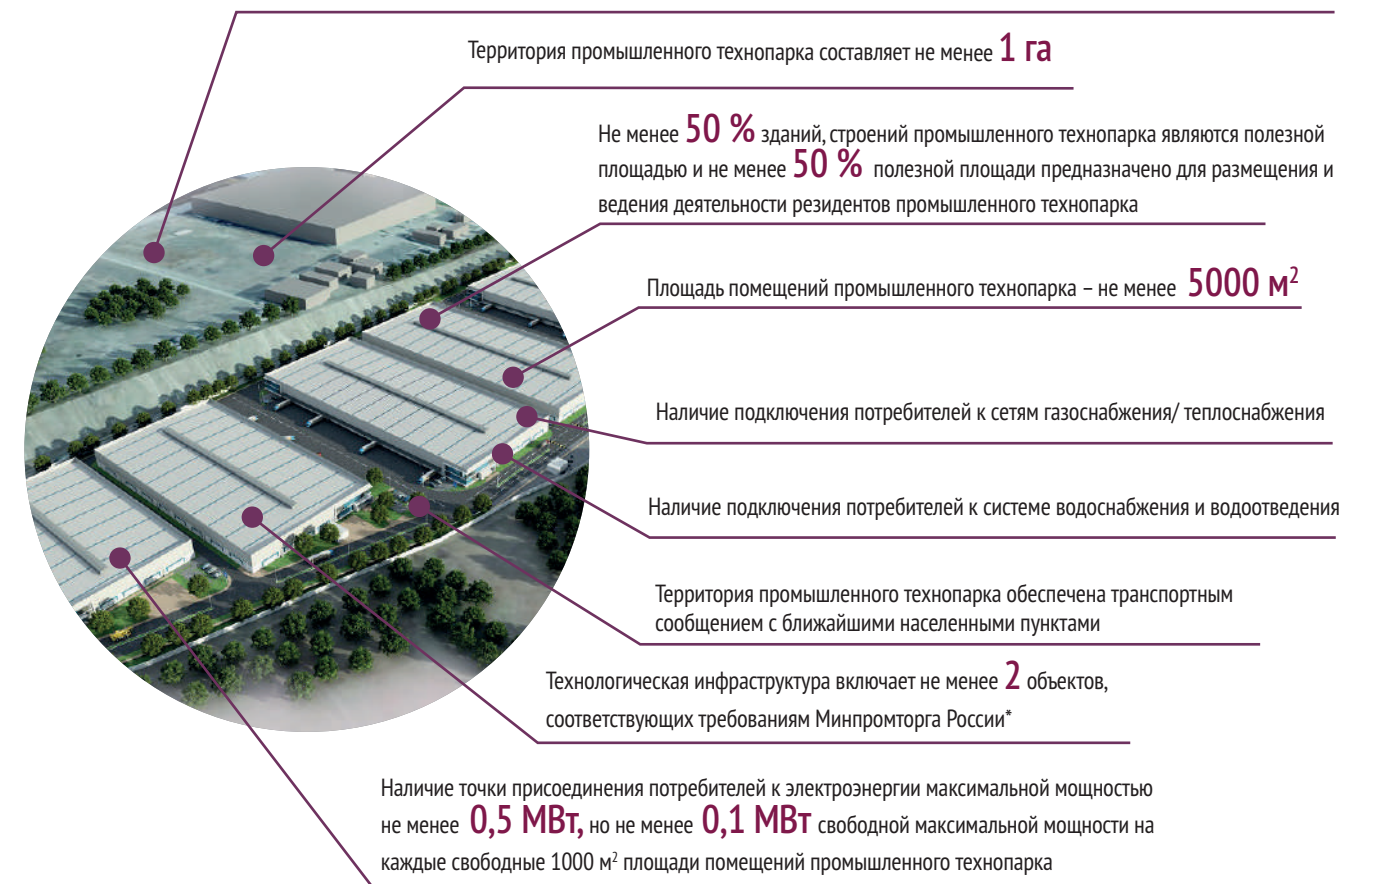 Территория промышленного технопарка составляет не менее 1 га
Не менее 50 % зданий, строений промышленного технопарка являются полезной
площадью и не менее 50 % полезной площади предназначено для размещения и
ведения деятельности резидентов промышленного технопарка
Площадь помещений промышленного технопарка – не менее 5000 м²
Наличие подключения потребителей к сетям газоснабжения/ теплоснабжения
Наличие подключения потребителей к системе водоснабжения и водоотведения
Территория промышленного технопарка обеспечена транспортным
сообщением с ближайшими населенными пунктами
Технологическая инфраструктура включает не менее 2 объектов,
соответствующих требованиям Минпромторга России*
Наличие точки присоединения потребителей к электроэнергии максимальной мощностью
не менее 0,5 МВт, но не менее 0,1 МВт свободной максимальной мощности на
каждые свободные 1000 м² площади помещений промышленного технопарка